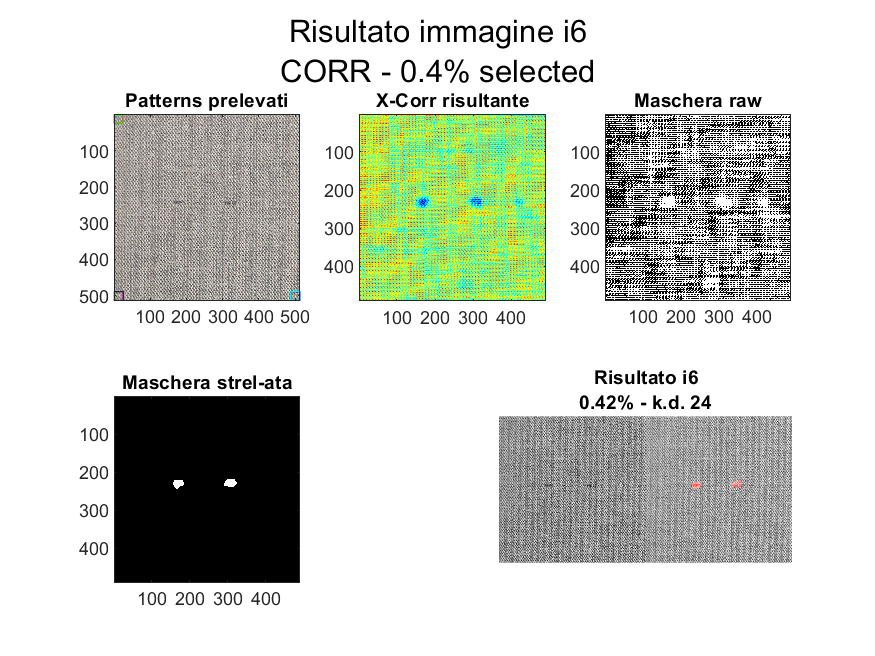 Risultato immagine i6
CORR - 0.4% selected
Patterns prelevati
100
200
300
400
500
100 200 300 400 500
X-Corr risultante
100
200
300
400
100 200 300 400
Maschera raw
100
200
300
400
100 200 300 400
Maschera strel-ata
100
200
300
400
100 200 300 400
Risultato i6
0.42% - k.d. 24